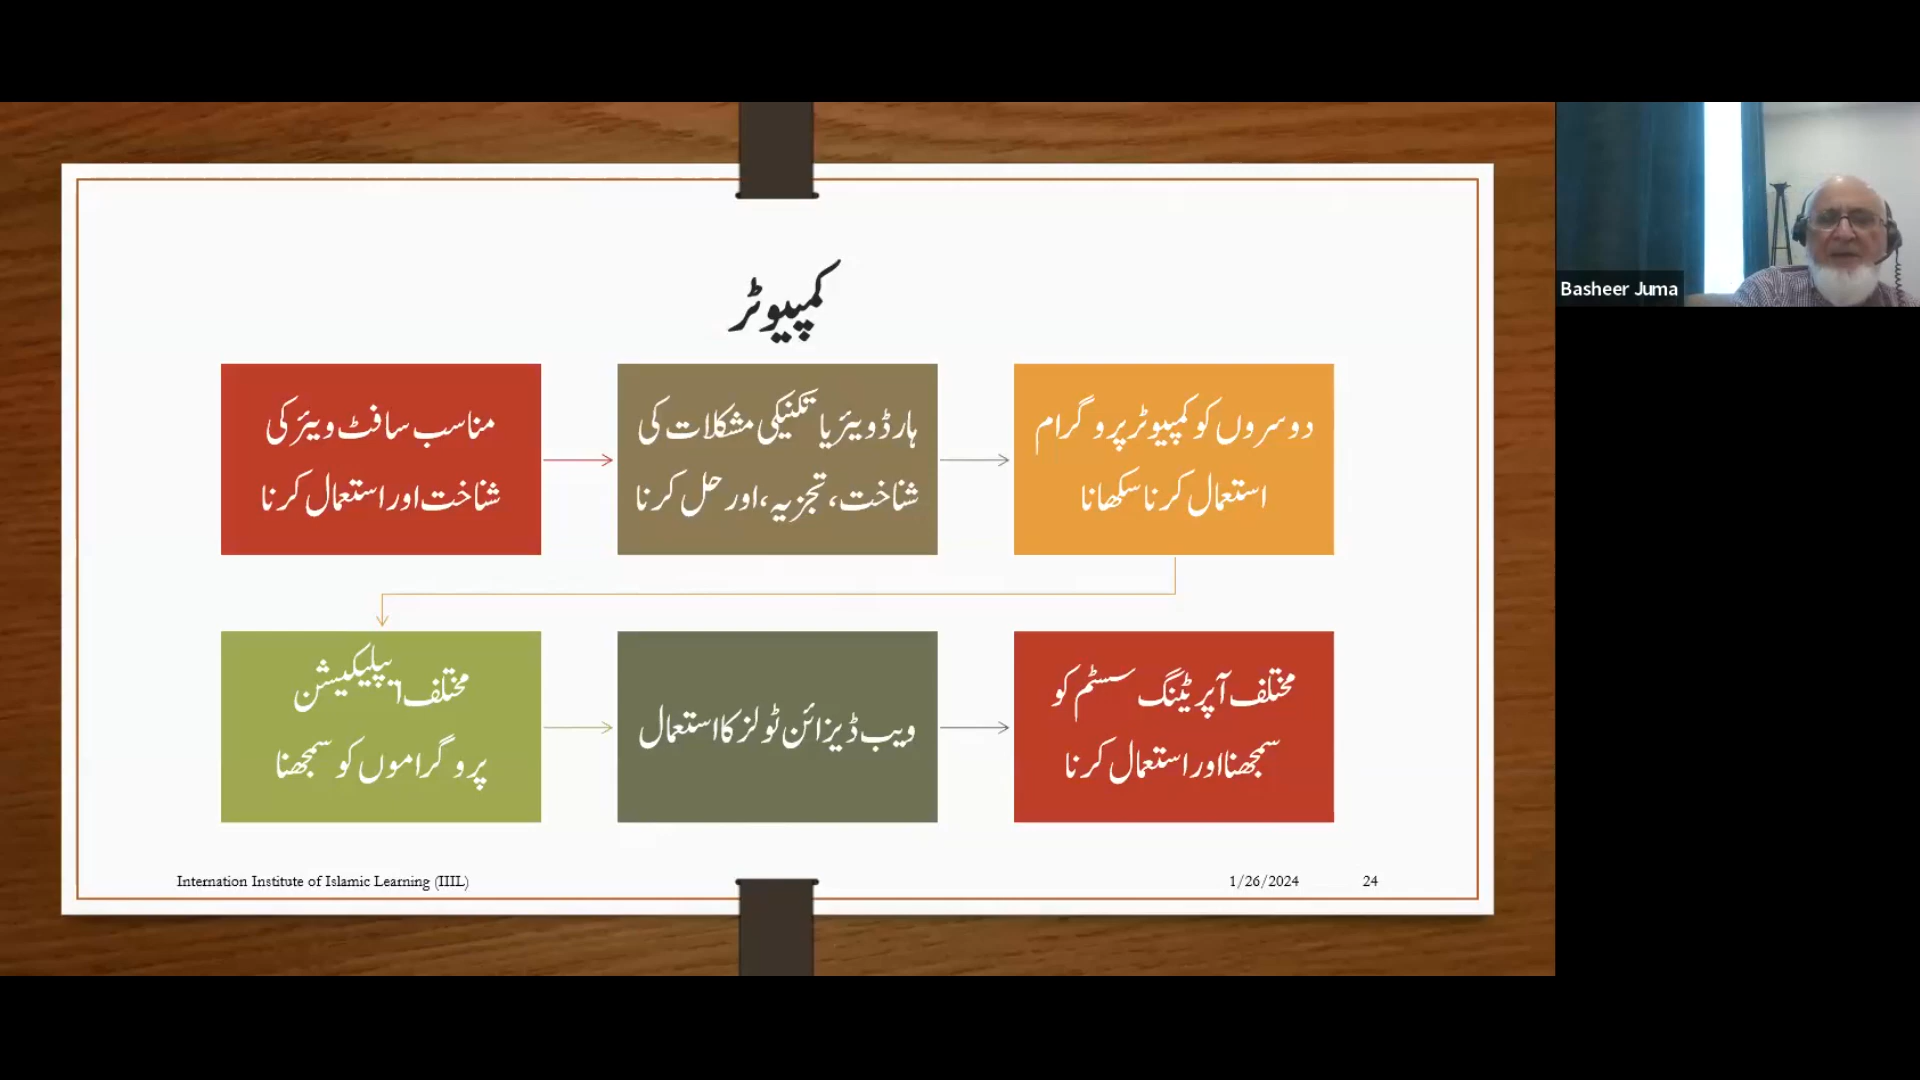 کمپیوٹر
مناسب سافٹ ویئر کی
شناخت اور استعمال کرنا
ہارڈ ویئر یا تکنیکی مشکلات کی
شناخت، تجزیہ، اور حل کرنا
دوسروں کو کمپیوٹر پروگرام
استعمال کرنا سکھانا
مختلف ایپلیکیشن
پروگراموں کو سمجھنا
ویب ڈیزائن ٹولز کا استعمال
مختلف آپریٹنگ سسٹم کو
سمجھنا اور استعمال کرنا
Internation Institute of Islamic Learning (IIIL)
1/26/2024
24
Basheer Juma